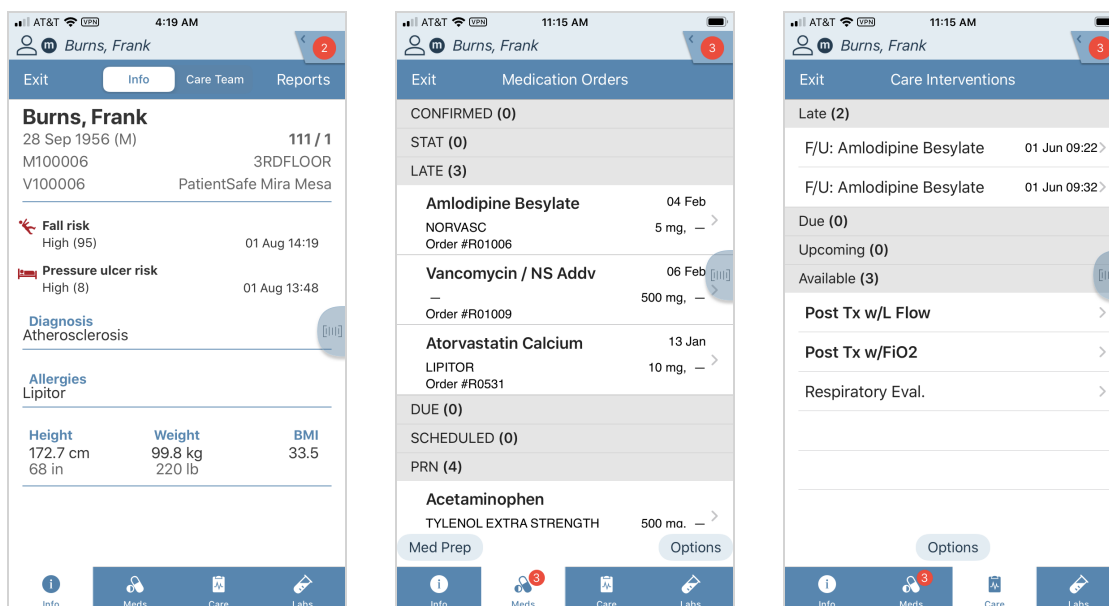 AT&T VPN 4:19 AM
m Burns, Frank
2
Exit Info Care Team Reports
Burns, Frank
28 Sep 1956 (M) 111 / 1
M100006 3RDFLOOR
V100006 PatientSafe Mira Mesa
Fall risk
High (95) 01 Aug 14:19
Pressure ulcer risk
High (8) 01 Aug 13:48
Diagnosis
Atherosclerosis
Allergies
Lipitor
Height Weight BMI
172.7 cm 99.8 kg 33.5
68 in 220 lb
Info Meds Care Labs
AT&T VPN 11:15 AM
m Burns, Frank
3
Exit Medication Orders
CONFIRMED (0)
STAT (0)
LATE (3)
Amlodipine Besylate 04 Feb
NORVASC 5 mg, —
Order #R01006
Vancomycin / NS Addv 06 Feb
— 500 mg, —
Order #R01009
Atorvastatin Calcium 13 Jan
LIPITOR 10 mg, —
Order #R0531
DUE (0)
SCHEDULED (0)
PRN (4)
Acetaminophen
TYLENOL EXTRA STRENGTH 500 mg, —
Med Prep Options
3
Info Meds Care Labs
AT&T VPN 11:15 AM
m Burns, Frank
3
Exit Care Interventions
Late (2)
F/U: Amlodipine Besylate 01 Jun 09:22
F/U: Amlodipine Besylate 01 Jun 09:32
Due (0)
Upcoming (0)
Available (3)
Post Tx w/L Flow
Post Tx w/FiO2
Respiratory Eval.
Options
3
Info Meds Care Labs